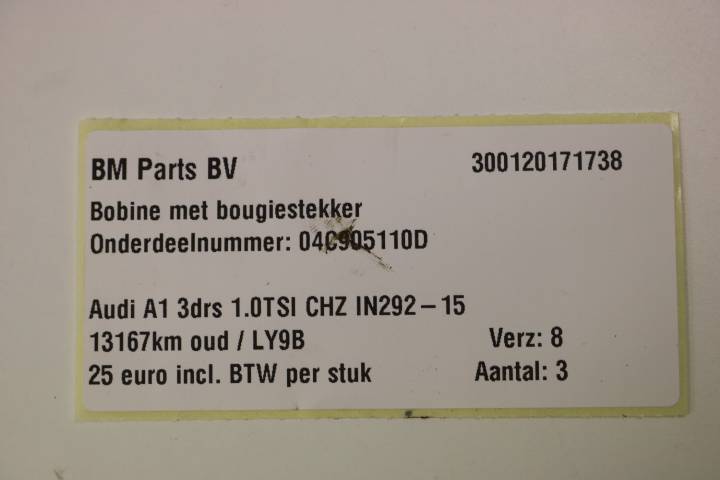 BM Parts BV 300120171738
Bobine met bougiestekker
Onderdeelnummer: 04C905110D
Audi A1 3drs 1.0TSI CHZ IN292-15
13167km oud / LY9B Verz: 8
25 euro incl. BTW per stuk Aantal: 3